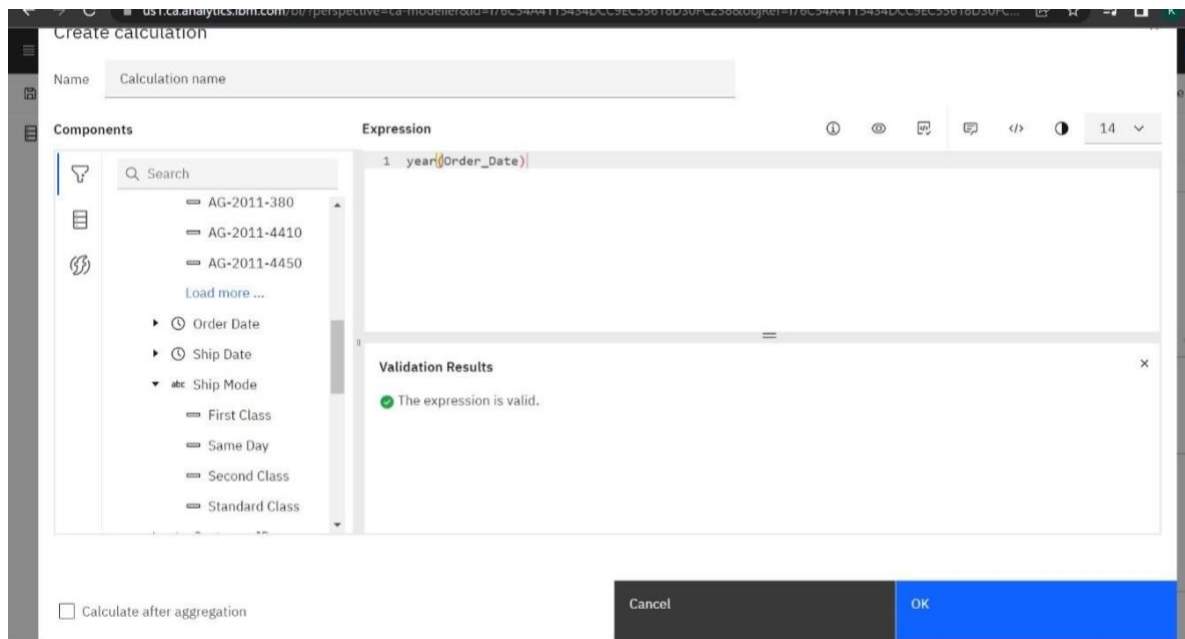 Create calculation
Name Calculation name
Components
Expression
14
Search
1 year(Order_Date)
AG-2011-380
AG-2011-4410
AG-2011-4450
Load more ...
Order Date
Ship Date
abc Ship Mode
First Class
Same Day
Second Class
Standard Class
Validation Results
The expression is valid.
Calculate after aggregation
Cancel
OK